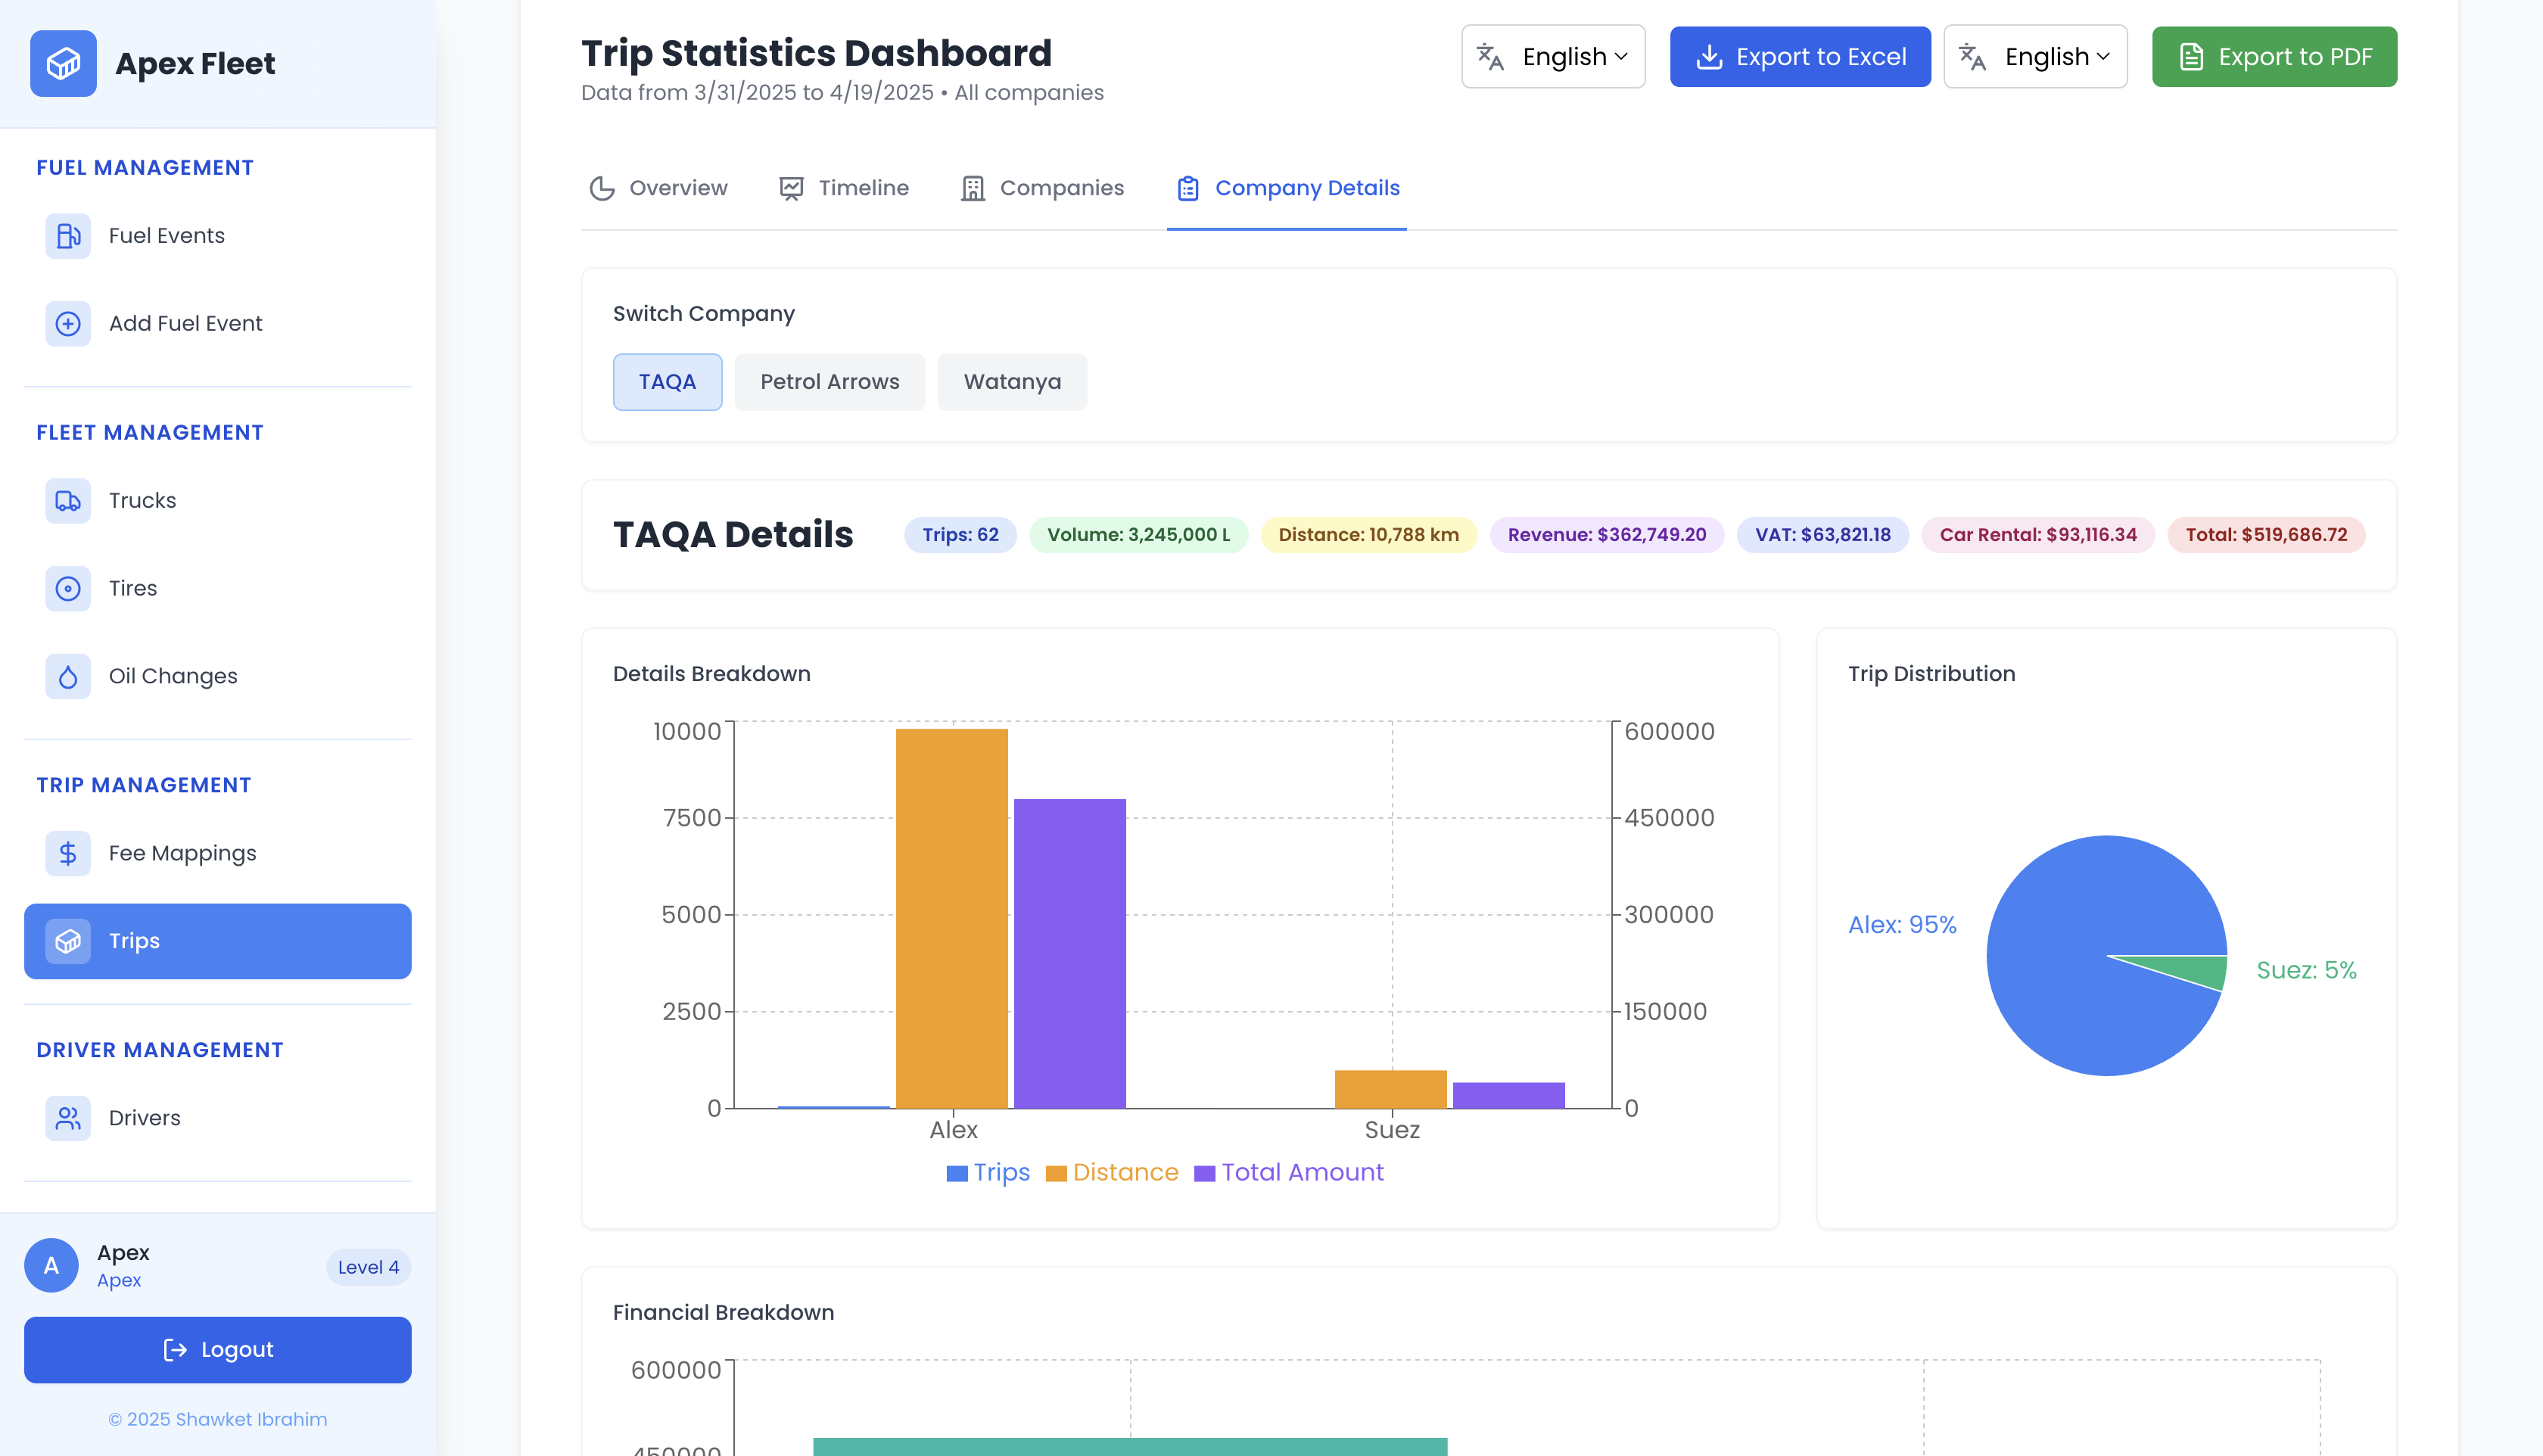 Apex Fleet
FUEL MANAGEMENT
Fuel Events
Add Fuel Event
FLEET MANAGEMENT
Trucks
Tires
Oil Changes
TRIP MANAGEMENT
Fee Mappings
Trips
DRIVER MANAGEMENT
Drivers
A
Apex
Apex
Level 4
Logout
© 2025 Shawket Ibrahim
Trip Statistics Dashboard
Data from 3/31/2025 to 4/19/2025 • All companies
English
Export to Excel
English
Export to PDF
Overview
Timeline
Companies
Company Details
Switch Company
TAQA
Petrol Arrows
Watanya
TAQA Details
Trips: 62
Volume: 3,245,000 L
Distance: 10,788 km
Revenue: $362,749.20
VAT: $63,821.18
Car Rental: $93,116.34
Total: $519,686.72
Details Breakdown
10000
7500
5000
2500
0
600000
450000
300000
150000
0
Alex
Suez
Trips
Distance
Total Amount
Trip Distribution
Alex: 95%
Suez: 5%
Financial Breakdown
600000
450000